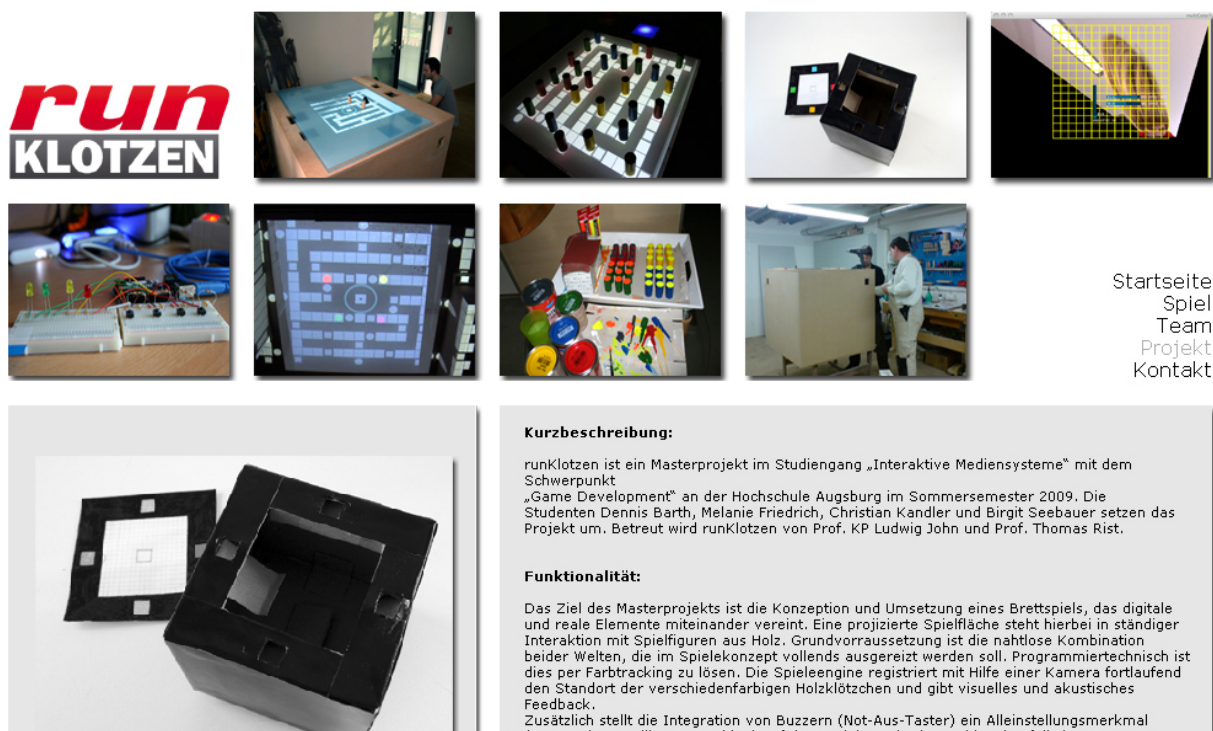 run
KLOTZEN
Startseite
Spiel
Team
Projekt
Kontakt
Kurzbeschreibung:
runKlotzen ist ein Masterprojekt im Studiengang „Interaktive Mediensysteme“ mit dem
Schwerpunkt
„Game Development“ an der Hochschule Augsburg im Sommersemester 2009. Die
Studenten Dennis Barth, Melanie Friedrich, Christian Kandler und Birgit Seebauer setzen das
Projekt um. Betreut wird runKlotzen von Prof. KP Ludwig John und Prof. Thomas Rist.
Funktionalität:
Das Ziel des Masterprojekts ist die Konzeption und Umsetzung eines Brettspiels, das digitale
und reale Elemente miteinander vereint. Eine projizierte Spielfläche steht hierbei in ständiger
Interaktion mit Spielfiguren aus Holz. Grundvorraussetzung ist die nahtlose Kombination
beider Welten, die im Spielekonzept vollends ausgereizt werden soll. Programmiertechnisch ist
dies per Farbtracking zu lösen. Die Spieleengine registriert mit Hilfe einer Kamera fortlaufend
den Standort der verschiedenfarbigen Holzklötzchen und gibt visuelles und akustisches
Feedback.
Zusätzlich stellt die Integration von Buzzern (Not-Aus-Taster) ein Alleinstellungsmerkmal